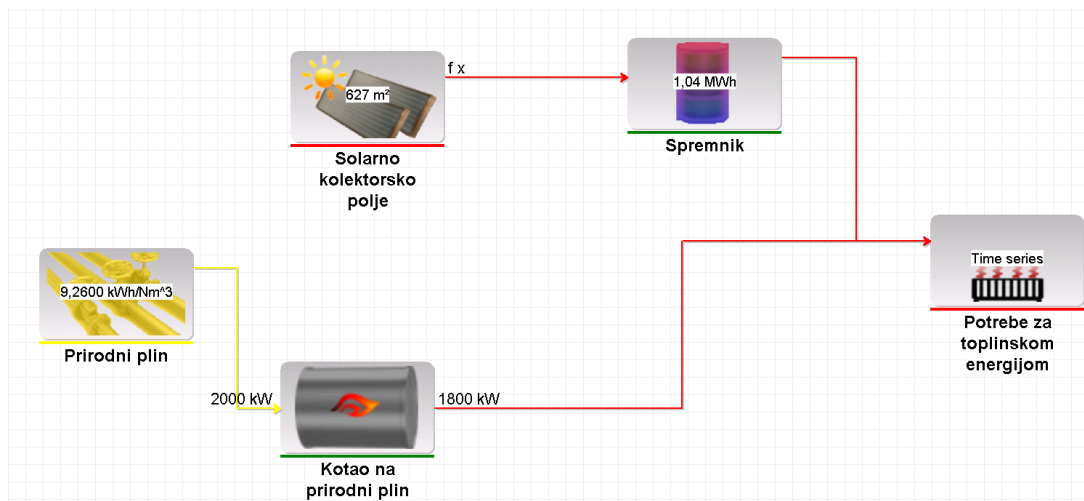 f x
627 m²
1,04 MWh
Solarno
kolektorsko
polje
Spremnik
Time series
9,2600 kWh/Nm^3
Potrebe za
toplinskom
energijom
Prirodni plin
2000 kW
1800 kW
Kotao na
prirodni plin